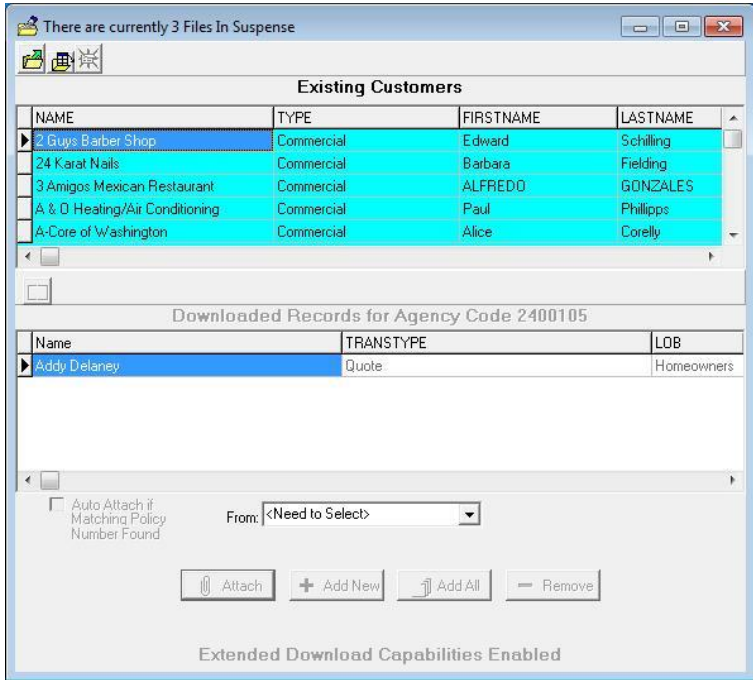 There are currently 3 Files In Suspense
Existing Customers
NAME TYPE FIRSTNAME LASTNAME
2 Guys Barber Shop Commercial Edward Schilling
24 Karat Nails Commercial Barbara Fielding
3 Amigos Mexican Restaurant Commercial ALFREDO GONZALES
A & O Heating/Air Conditioning Commercial Paul Phillipps
A-Core of Washington Commercial Alice Corelly
Downloaded Records for Agency Code 2400105
Name TRANSTYPE LOB
Addy Delaney Quote Homeowners
Auto Attach if
Matching Policy
Number Found
From: <Need to Select>
Attach Add New Add All Remove
Extended Download Capabilities Enabled